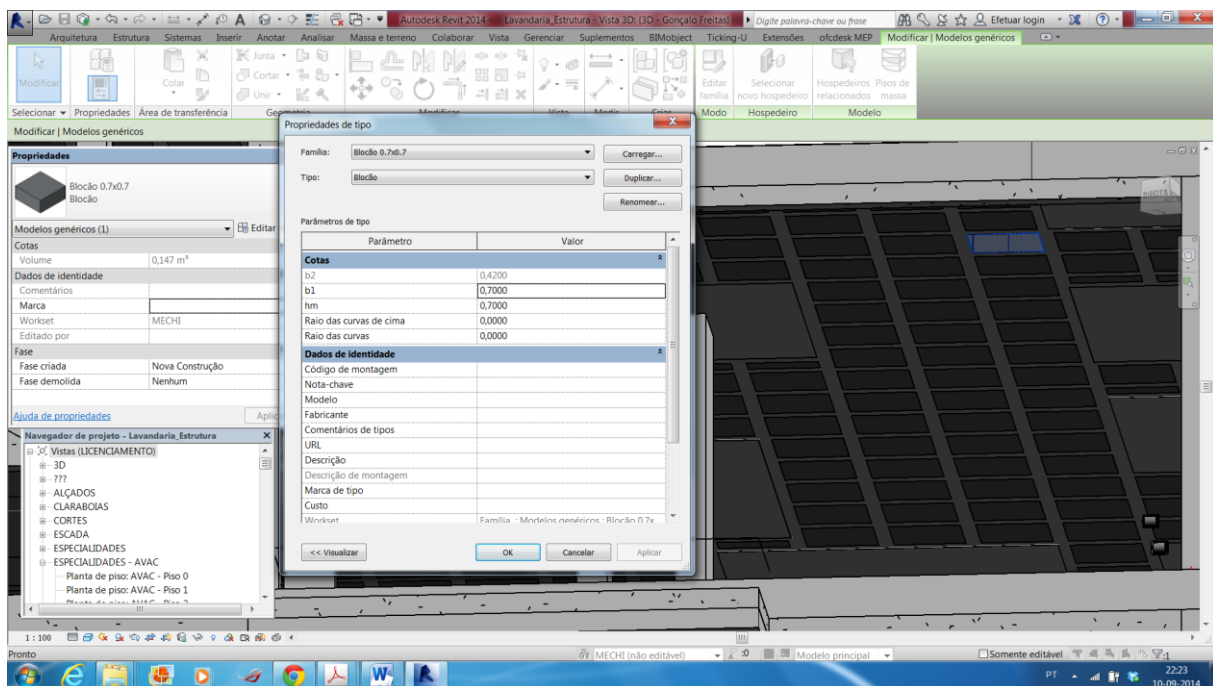 Autodesk Revit 2014 - Lavandaria_Estrutura - Vista 3D: {3D - Gonçalo Freitas} Digite palavra-chave ou frase Efetuar login
Arquitetura Estrutura Sistemas Inserir Anotar Analisar Massa e terreno Colaborar Vista Gerenciar Suplementos BIMobject Ticking-U Extensões ofcdesk MEP Modificar | Modelos genéricos
Junta
Cortar
Unir
Modificar Colar
Editar família
Selecionar novo hospedeiro
Hospedeiros relacionados
Pisos de massa
Selecionar Propriedades Área de transferência Modo Hospedeiro Modelo
Modificar | Modelos genéricos
Propriedades
Blocão 0.7x0.7
Blocão
Modelos genéricos (1) Editar
Cotas
Volume 0,147 m³
Dados de identidade
Comentários
Marca
Workset MECHI
Editado por
Fase
Fase criada Nova Construção
Fase demolida Nenhum
Ajuda de propriedades
Navegador de projeto - Lavandaria_Estrutura
Vistas (LICENCIAMENTO)
3D
???
ALÇADOS
CLARABOIAS
CORTES
ESCADA
ESPECIALIDADES
ESPECIALIDADES - AVAC
Planta de piso: AVAC - Piso 0
Planta de piso: AVAC - Piso 1
Propriedades de tipo
Família: Blocão 0.7x0.7 Carregar...
Tipo: Blocão Duplicar...
Renomear...
Parâmetros de tipo
Parâmetro Valor
Cotas
b2 0,4200
b1 0,7000
hm 0,7000
Raio das curvas de cima 0,0000
Raio das curvas 0,0000
Dados de identidade
Código de montagem
Nota-chave
Modelo
Fabricante
Comentários de tipos
URL
Descrição
Descrição de montagem
Marca de tipo
Custo
Workset Família : Modelos genéricos : Blocão 0.7x
<< Visualizar OK Cancelar Aplicar
1 : 100
Pronto MECHI (não editável) :0 Modelo principal Somente editável :1
PT 22:23
10-09-2014